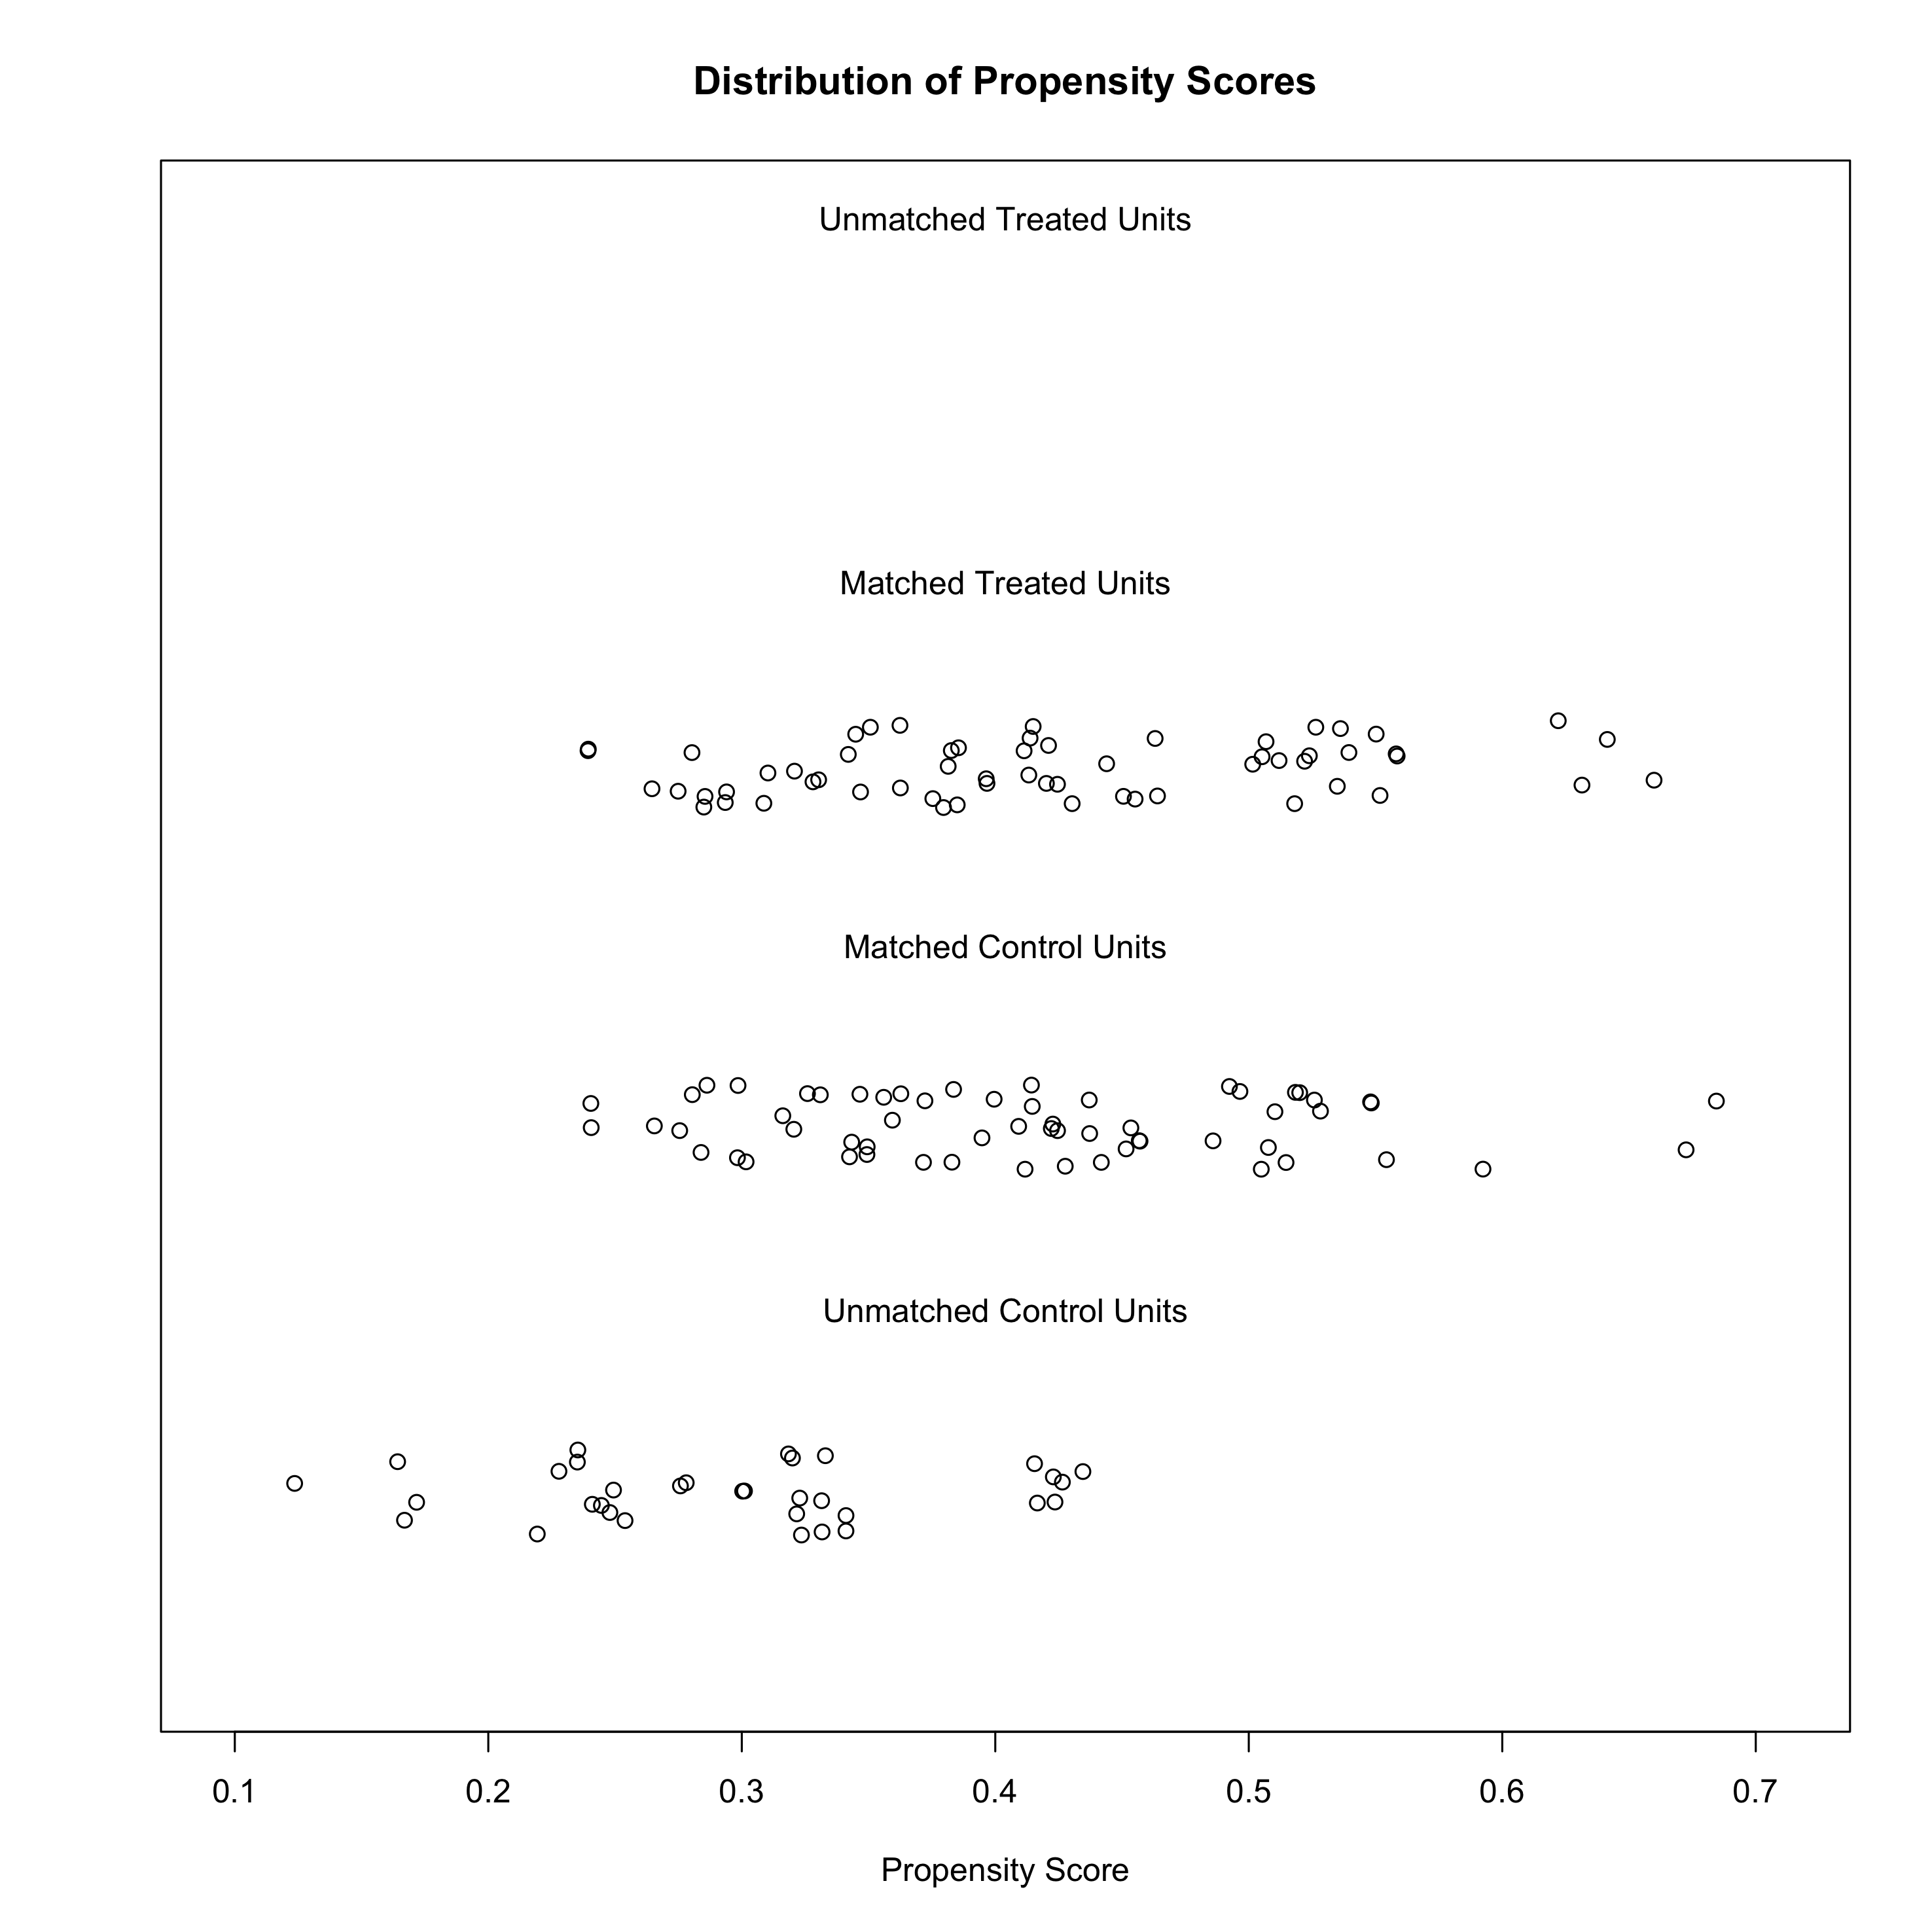 Distribution of Propensity Scores
Unmatched Treated Units
Matched Treated Units
Matched Control Units
Unmatched Control Units
0.1 0.2 0.3 0.4 0.5 0.6 0.7
Propensity Score